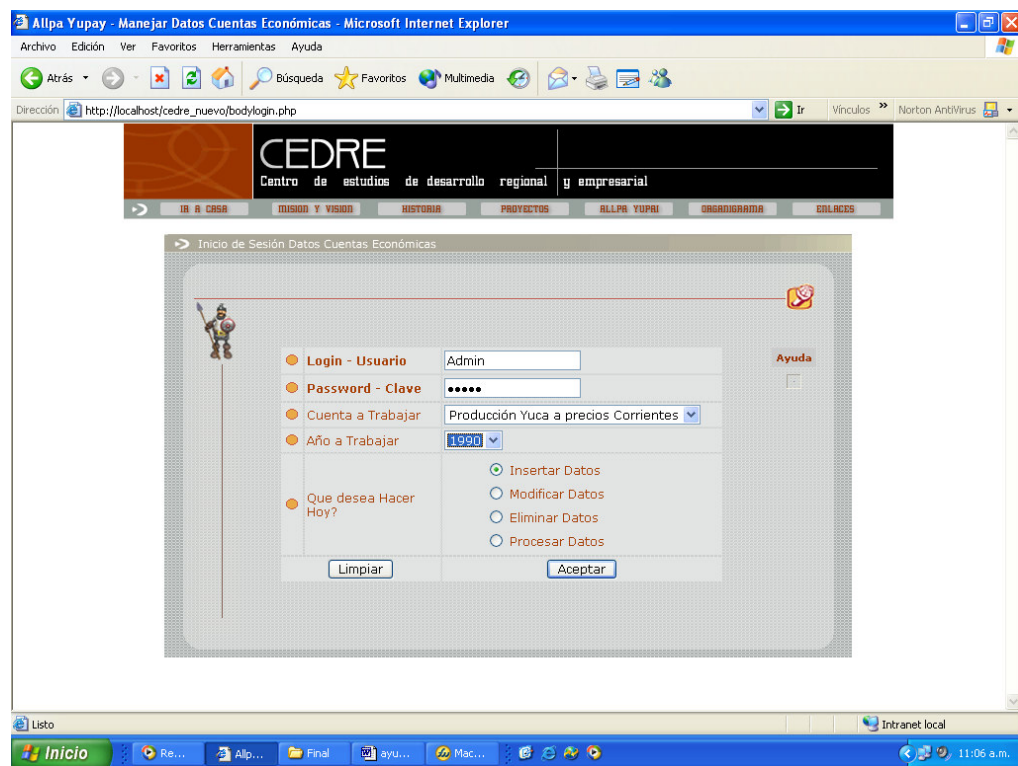 Allpa Yupay - Manejar Datos Cuentas Económicas - Microsoft Internet Explorer
Archivo Edición Ver Favoritos Herramientas Ayuda
Atrás Búsqueda Favoritos Multimedia
Dirección http://localhost/cedre_nuevo/bodylogin.php Ir Vínculos » Norton AntiVirus
CEDRE
Centro de estudios de desarrollo regional y empresarial
IR A CASA MISION Y VISION HISTORIA PROYECTOS ALLPA YUPAI ORGANIGRAMA ENLACES
Inicio de Sesión Datos Cuentas Económicas
Login - Usuario Admin
Ayuda
Password - Clave •••••
Cuenta a Trabajar Producción Yuca a precios Corrientes
Año a Trabajar 1990
Que desea Hacer
Hoy?
Insertar Datos
Modificar Datos
Eliminar Datos
Procesar Datos
Limpiar Aceptar
Listo Intranet local
Inicio Re... Allp... Final ayu... Mac... 11:06 a.m.